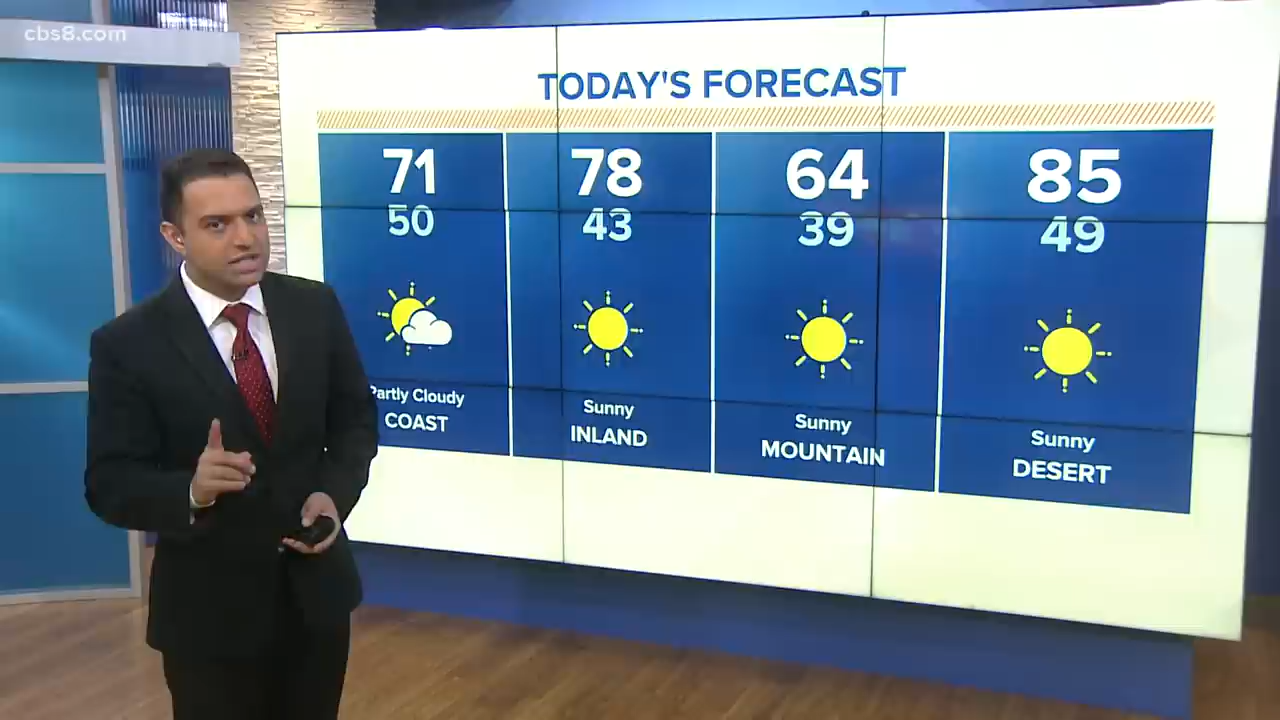 cbs8.com
TODAY'S FORECAST
71
50
Partly Cloudy
COAST
78
43
Sunny
INLAND
64
39
Sunny
MOUNTAIN
85
49
Sunny
DESERT